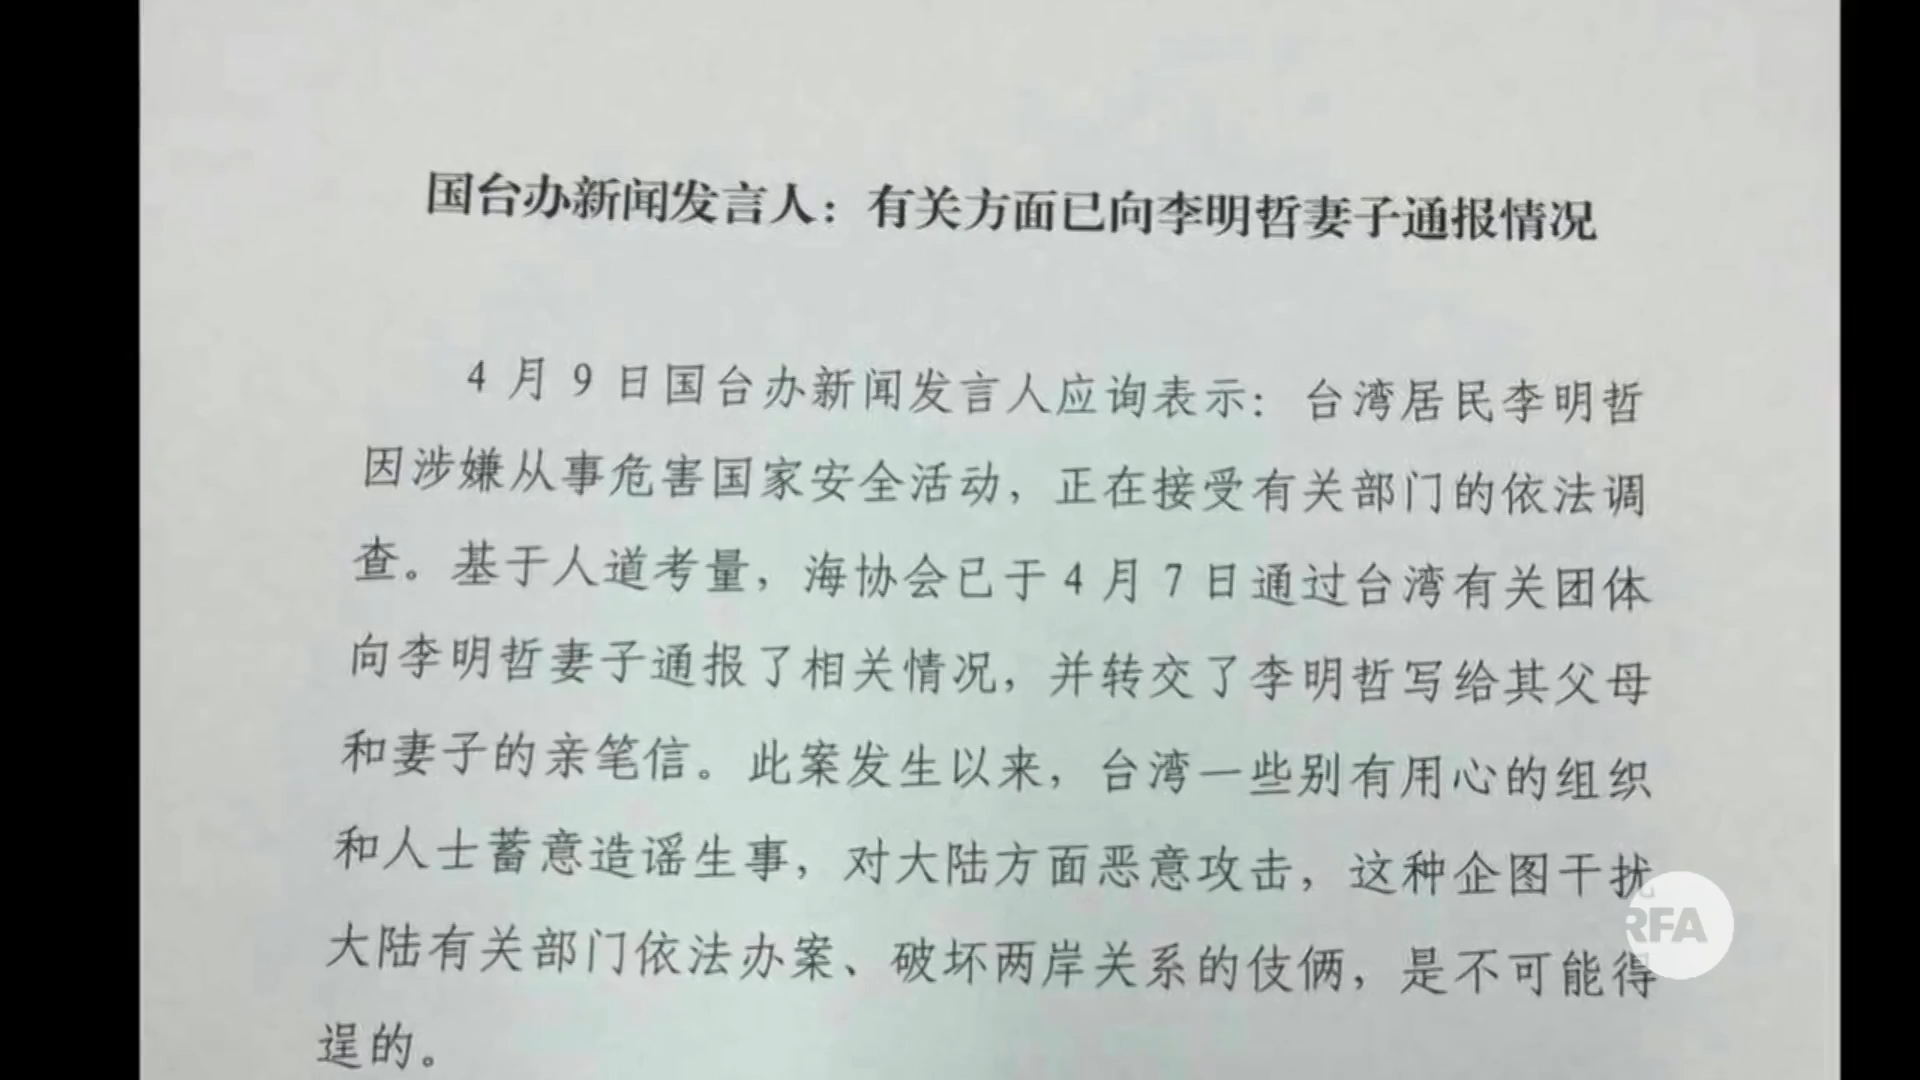 国台办新闻发言人：有关方面已向李明哲妻子通报情况
4 月 9 日国台办新闻发言人应询表示：台湾居民李明哲
因涉嫌从事危害国家安全活动，正在接受有关部门的依法调
查。基于人道考量，海协会已于 4 月 7 日通过台湾有关团体
向李明哲妻子通报了相关情况，并转交了李明哲写给其父母
和妻子的亲笔信。此案发生以来，台湾一些别有用心的组织
和人士蓄意造谣生事，对大陆方面恶意攻击，这种企图干扰
大陆有关部门依法办案、破坏两岸关系的伎俩，是不可能得
逞的。
RFA